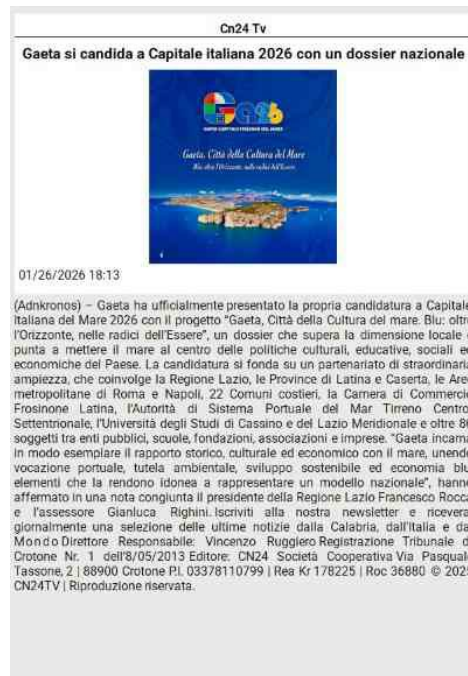 Cn24 Tv
Gaeta si candida a Capitale italiana 2026 con un dossier nazionale
Ga26
Gaeta, Città della Cultura del Mare
Blu: oltre l'Orizzonte, nelle radici dell'Essere
01/26/2026 18:13
(Adnkronos) – Gaeta ha ufficialmente presentato la propria candidatura a Capitale
Italiana del Mare 2026 con il progetto "Gaeta, Città della Cultura del mare. Blu: oltre
l'Orizzonte, nelle radici dell'Essere", un dossier che supera la dimensione locale e
punta a mettere il mare al centro delle politiche culturali, educative, sociali ed
economiche del Paese. La candidatura si fonda su un partenariato di straordinaria
ampiezza, che coinvolge la Regione Lazio, le Province di Latina e Caserta, le Aree
metropolitane di Roma e Napoli, 22 Comuni costieri, la Camera di Commercio
Frosinone Latina, l'Autorità di Sistema Portuale del Mar Tirreno Centro
Settentrionale, l'Università degli Studi di Cassino e del Lazio Meridionale e oltre 80
soggetti tra enti pubblici, scuole, fondazioni, associazioni e imprese. "Gaeta incarna
in modo esemplare il rapporto storico, culturale ed economico con il mare, unendo
vocazione portuale, tutela ambientale, sviluppo sostenibile ed economia blu,
elementi che la rendono idonea a rappresentare un modello nazionale", hanno
affermato in una nota congiunta il presidente della Regione Lazio Francesco Rocca
e l'assessore Gianluca Righini. Iscriviti alla nostra newsletter e riceverai
giornalmente una selezione delle ultime notizie dalla Calabria, dall'Italia e dal
Mondo Direttore Responsabile: Vincenzo Ruggiero Registrazione Tribunale di
Crotone Nr. 1 dell'8/05/2013 Editore: CN24 Società Cooperativa Via Pasquale
Tassone, 2 | 88900 Crotone P.I. 03378110799 | Rea Kr 178225 | Roc 36880 © 2025
CN24TV | Riproduzione riservata.